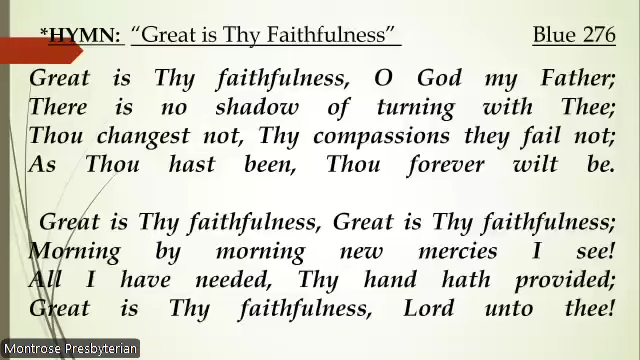 *HYMN: “Great is Thy Faithfulness” Blue 276
Great is Thy faithfulness, O God my Father;
There is no shadow of turning with Thee;
Thou changest not, Thy compassions they fail not;
As Thou hast been, Thou forever wilt be.
Great is Thy faithfulness, Great is Thy faithfulness;
Morning by morning new mercies I see!
All I have needed, Thy hand hath provided;
Great is Thy faithfulness, Lord unto thee!
Montrose Presbyterian